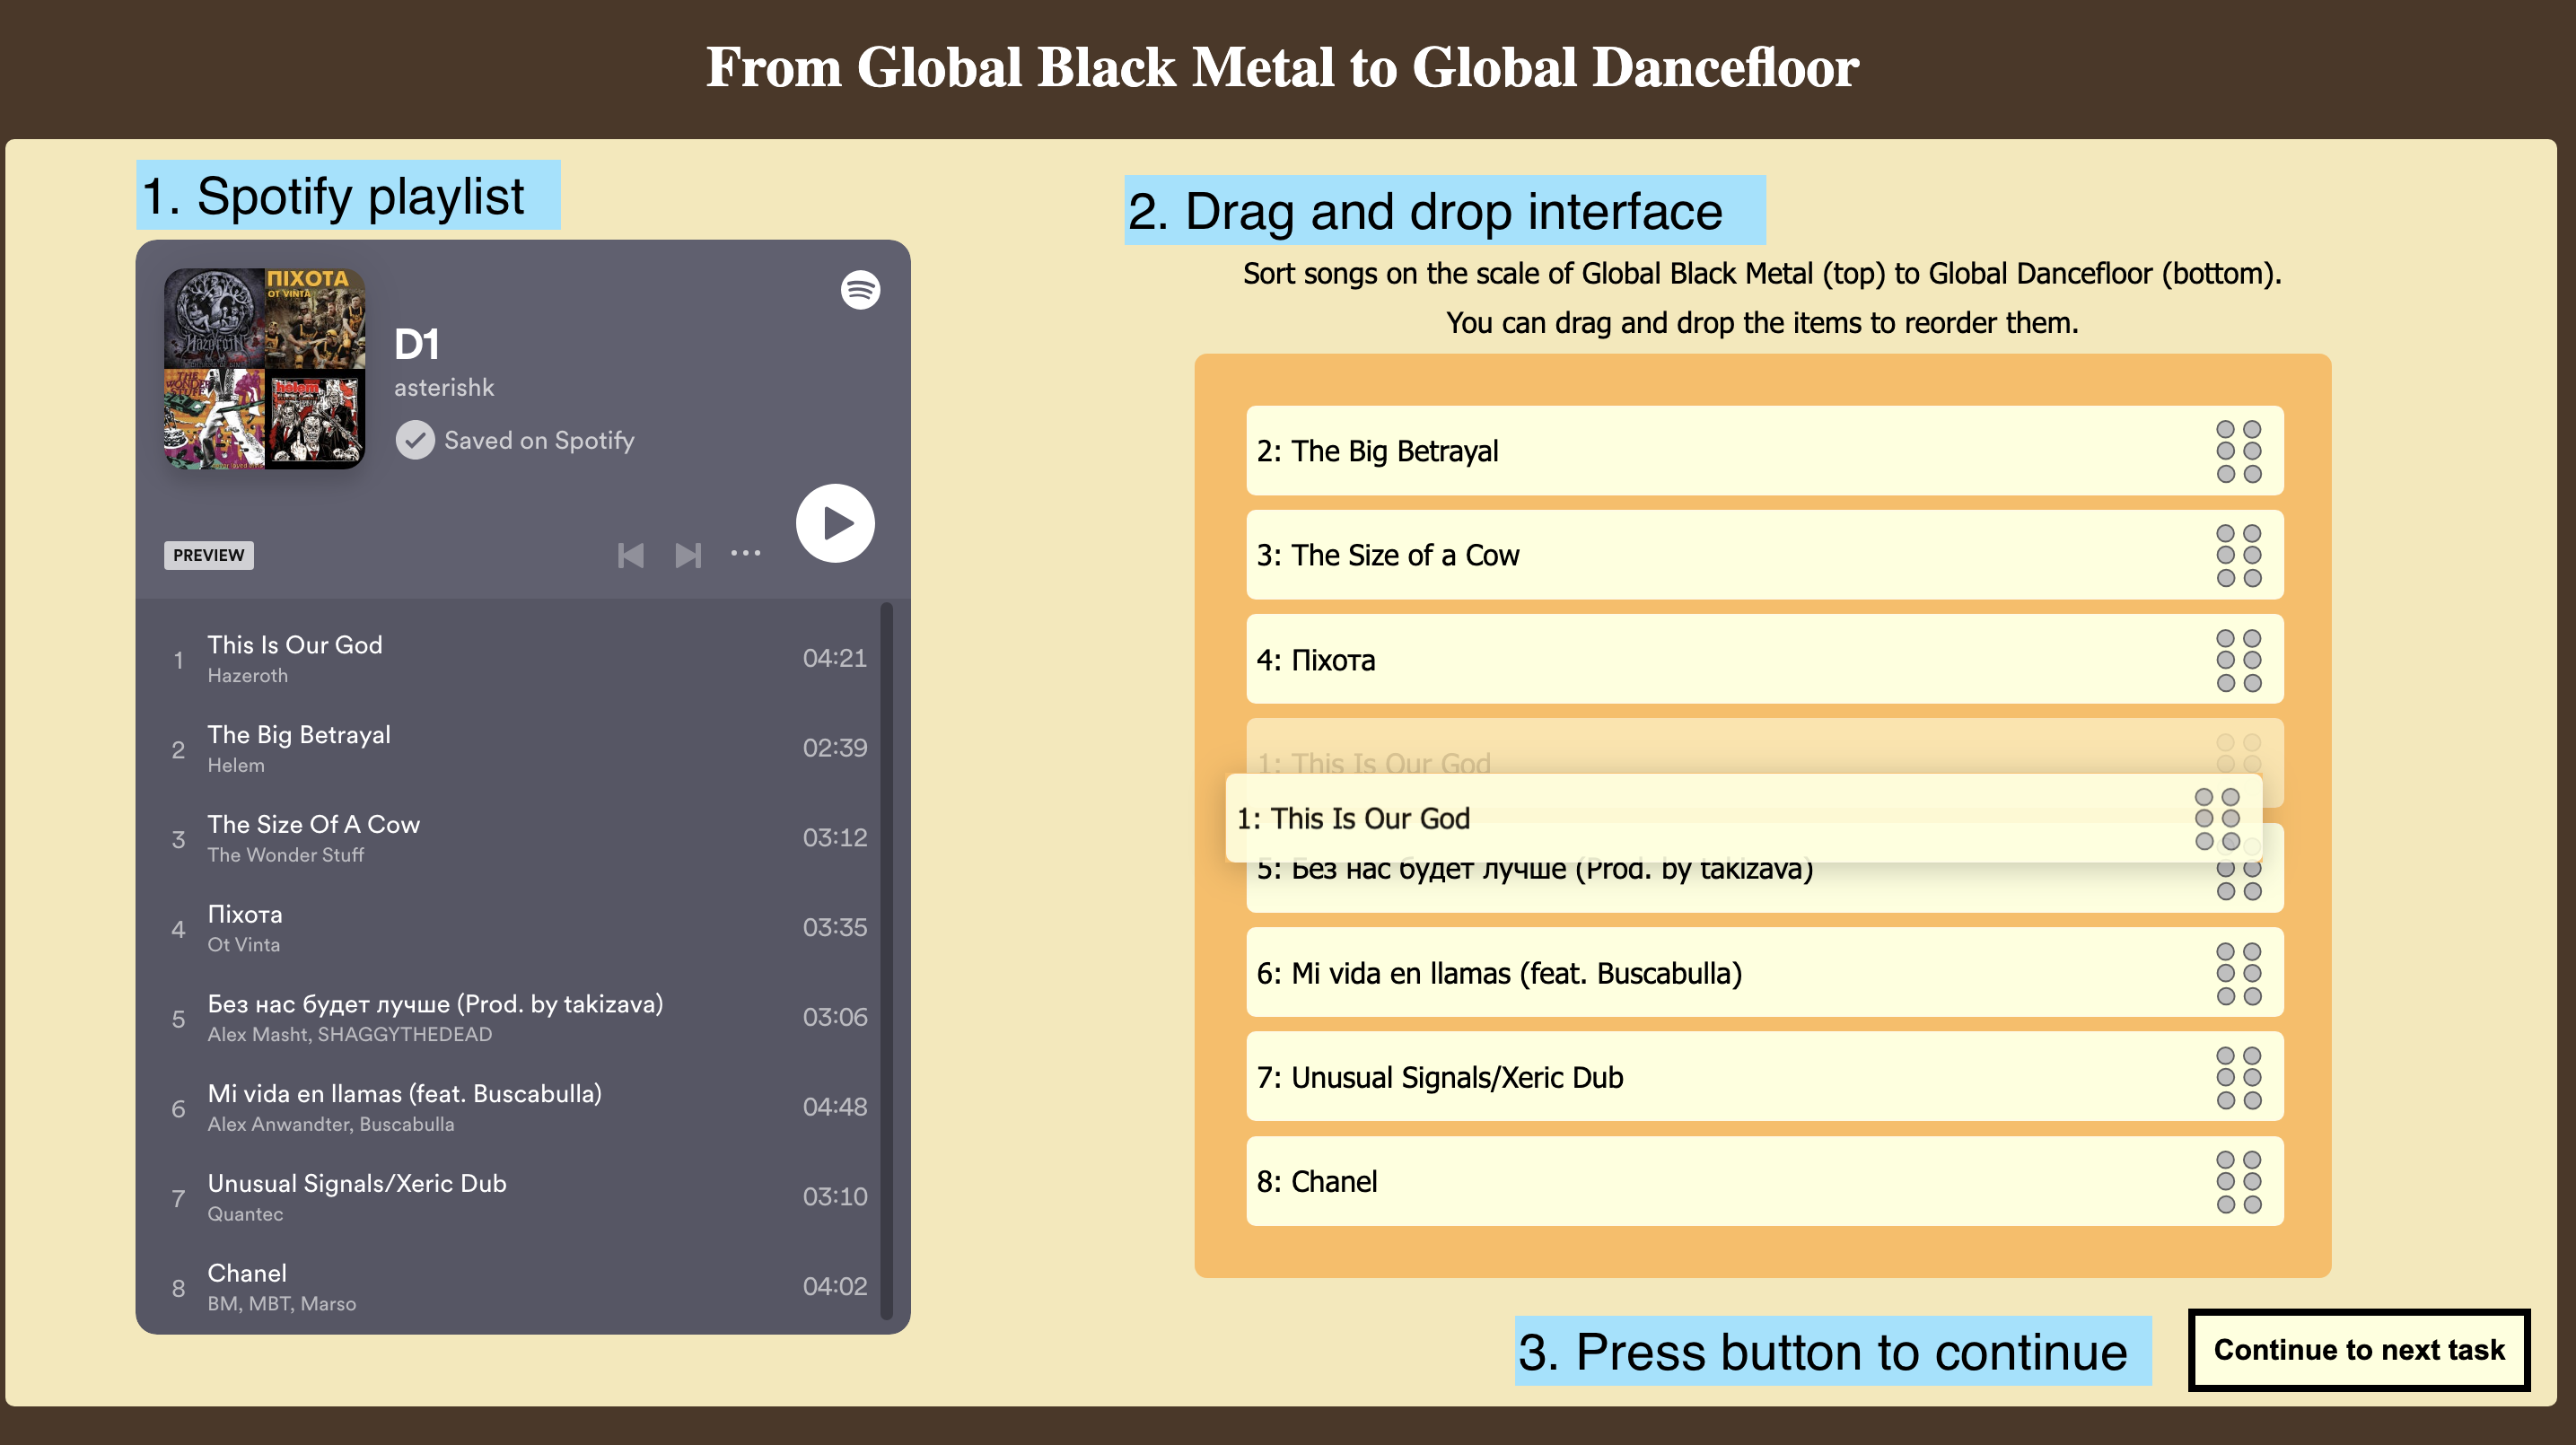 From Global Black Metal to Global Dancefloor
1. Spotify playlist
ПІХОТА
ОТ VINTA
HAZEROTH
THE WONDER STUFF
helem
D1
asterishk
Saved on Spotify
PREVIEW
1
This Is Our God
04:21
Hazeroth
2
The Big Betrayal
02:39
Helem
3
The Size Of A Cow
03:12
The Wonder Stuff
4
Піхота
03:35
Ot Vinta
5
Без нас будет лучше (Prod. by takizava)
03:06
Alex Masht, SHAGGYTHEDEAD
6
Mi vida en llamas (feat. Buscabulla)
04:48
Alex Anwandter, Buscabulla
7
Unusual Signals/Xeric Dub
03:10
Quantec
8
Chanel
04:02
BM, MBT, Marso
2. Drag and drop interface
Sort songs on the scale of Global Black Metal (top) to Global Dancefloor (bottom).
You can drag and drop the items to reorder them.
2: The Big Betrayal
3: The Size of a Cow
4: Піхота
1: This Is Our God
1: This Is Our God
5: Без нас будет лучше (Prod. by takizava)
6: Mi vida en llamas (feat. Buscabulla)
7: Unusual Signals/Xeric Dub
8: Chanel
3. Press button to continue
Continue to next task